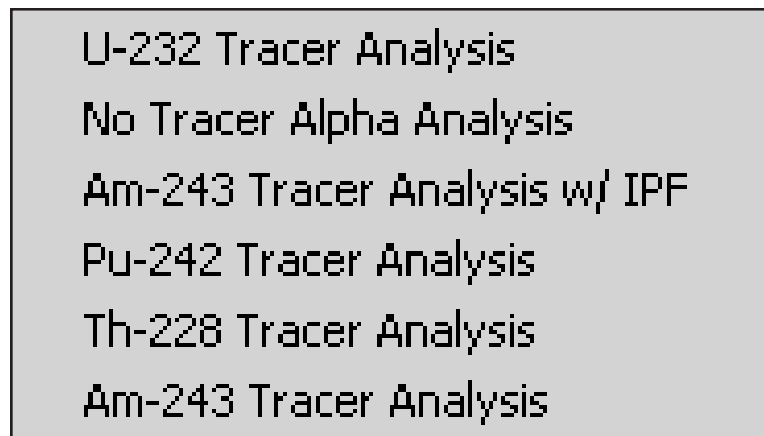 U-232 Tracer Analysis
No Tracer Alpha Analysis
Am-243 Tracer Analysis w/ IPF
Pu-242 Tracer Analysis
Th-228 Tracer Analysis
Am-243 Tracer Analysis